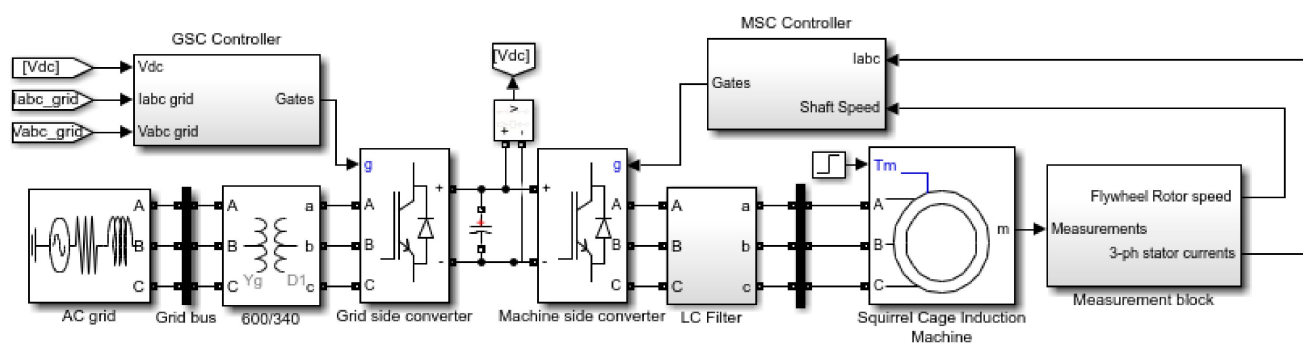 GSC Controller
[Vdc]
Iabc_grid
Vabc_grid
Vdc
Iabc grid
Vabc grid
Gates
[Vdc]
v
+ -
MSC Controller
Gates
Iabc
Shaft Speed
A
B
C
AC grid
Grid bus
A
B
C
a
b
c
Yg
D1
600/340
g
A
B
C
+
-
Grid side converter
+
-
g
A
B
C
Machine side converter
A
B
C
a
b
c
LC Filter
Tm
A
B
C
m
Squirrel Cage Induction
Machine
Measurements
Flywheel Rotor speed
3-ph stator currents
Measurement block